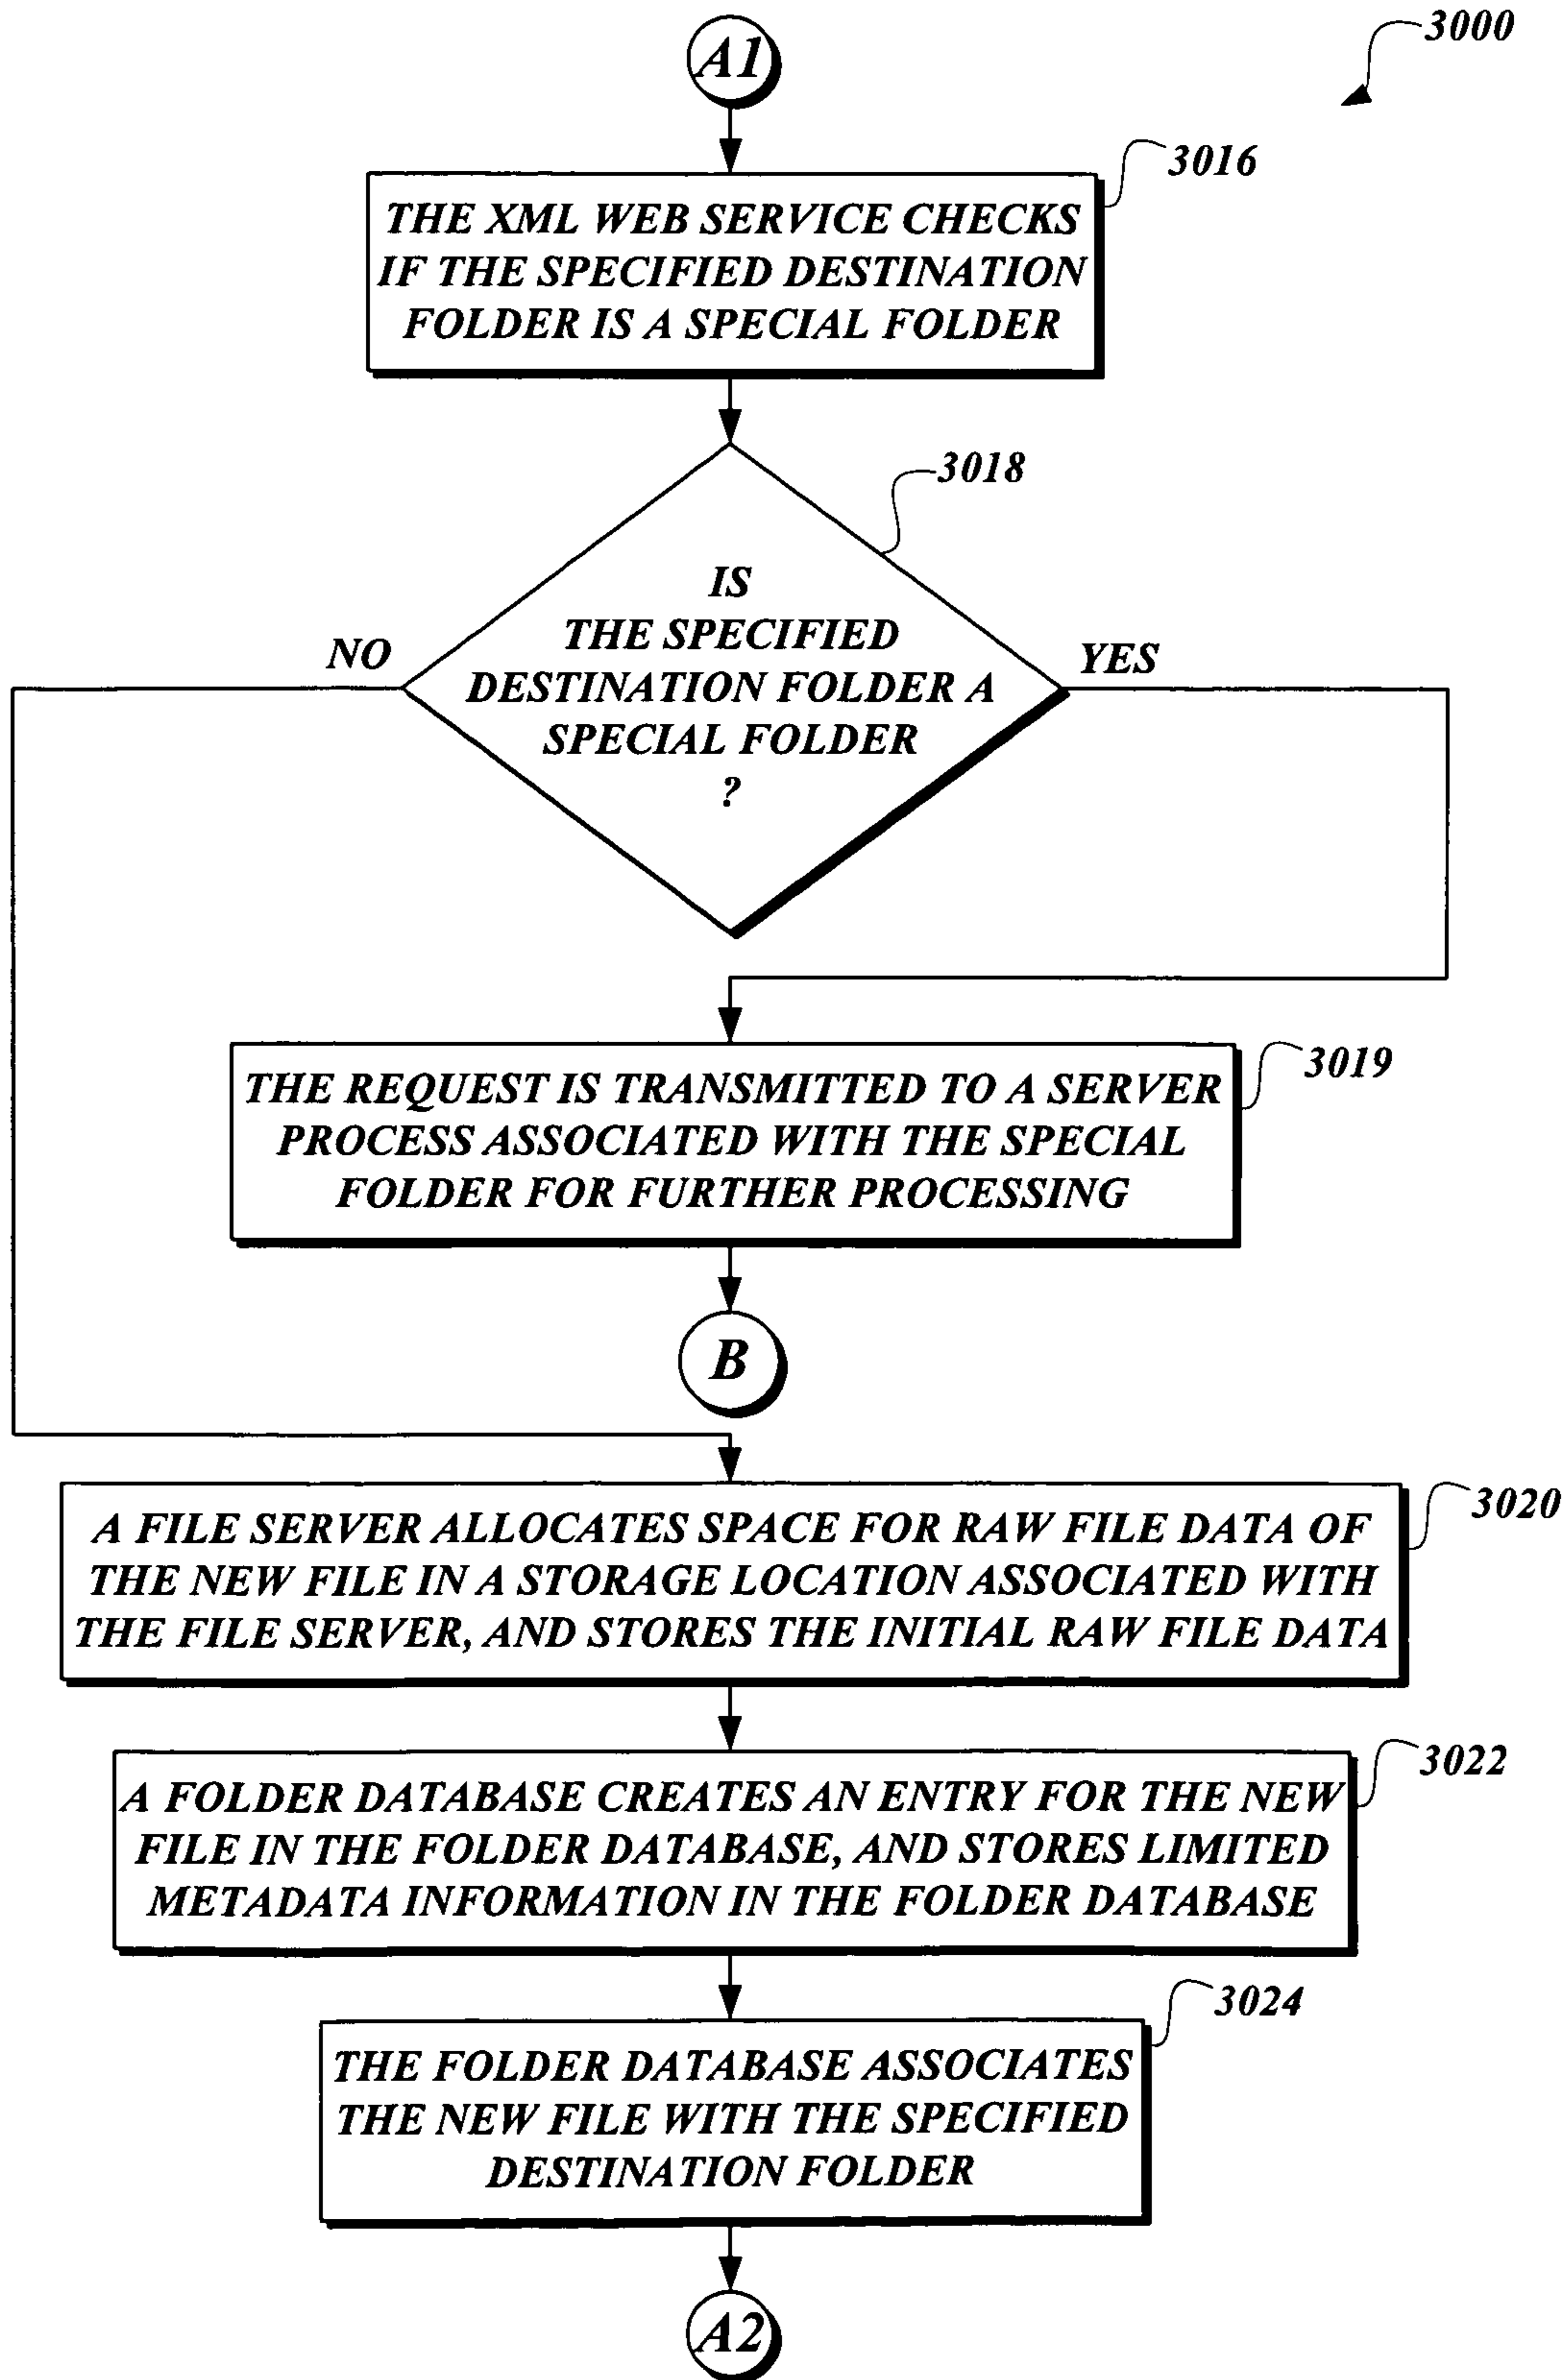 A1
3000
3016
THE XML WEB SERVICE CHECKS
IF THE SPECIFIED DESTINATION
FOLDER IS A SPECIAL FOLDER
3018
IS
THE SPECIFIED
DESTINATION FOLDER A
SPECIAL FOLDER
?
NO
YES
3019
THE REQUEST IS TRANSMITTED TO A SERVER
PROCESS ASSOCIATED WITH THE SPECIAL
FOLDER FOR FURTHER PROCESSING
B
3020
A FILE SERVER ALLOCATES SPACE FOR RAW FILE DATA OF
THE NEW FILE IN A STORAGE LOCATION ASSOCIATED WITH
THE FILE SERVER, AND STORES THE INITIAL RAW FILE DATA
3022
A FOLDER DATABASE CREATES AN ENTRY FOR THE NEW
FILE IN THE FOLDER DATABASE, AND STORES LIMITED
METADATA INFORMATION IN THE FOLDER DATABASE
3024
THE FOLDER DATABASE ASSOCIATES
THE NEW FILE WITH THE SPECIFIED
DESTINATION FOLDER
A2